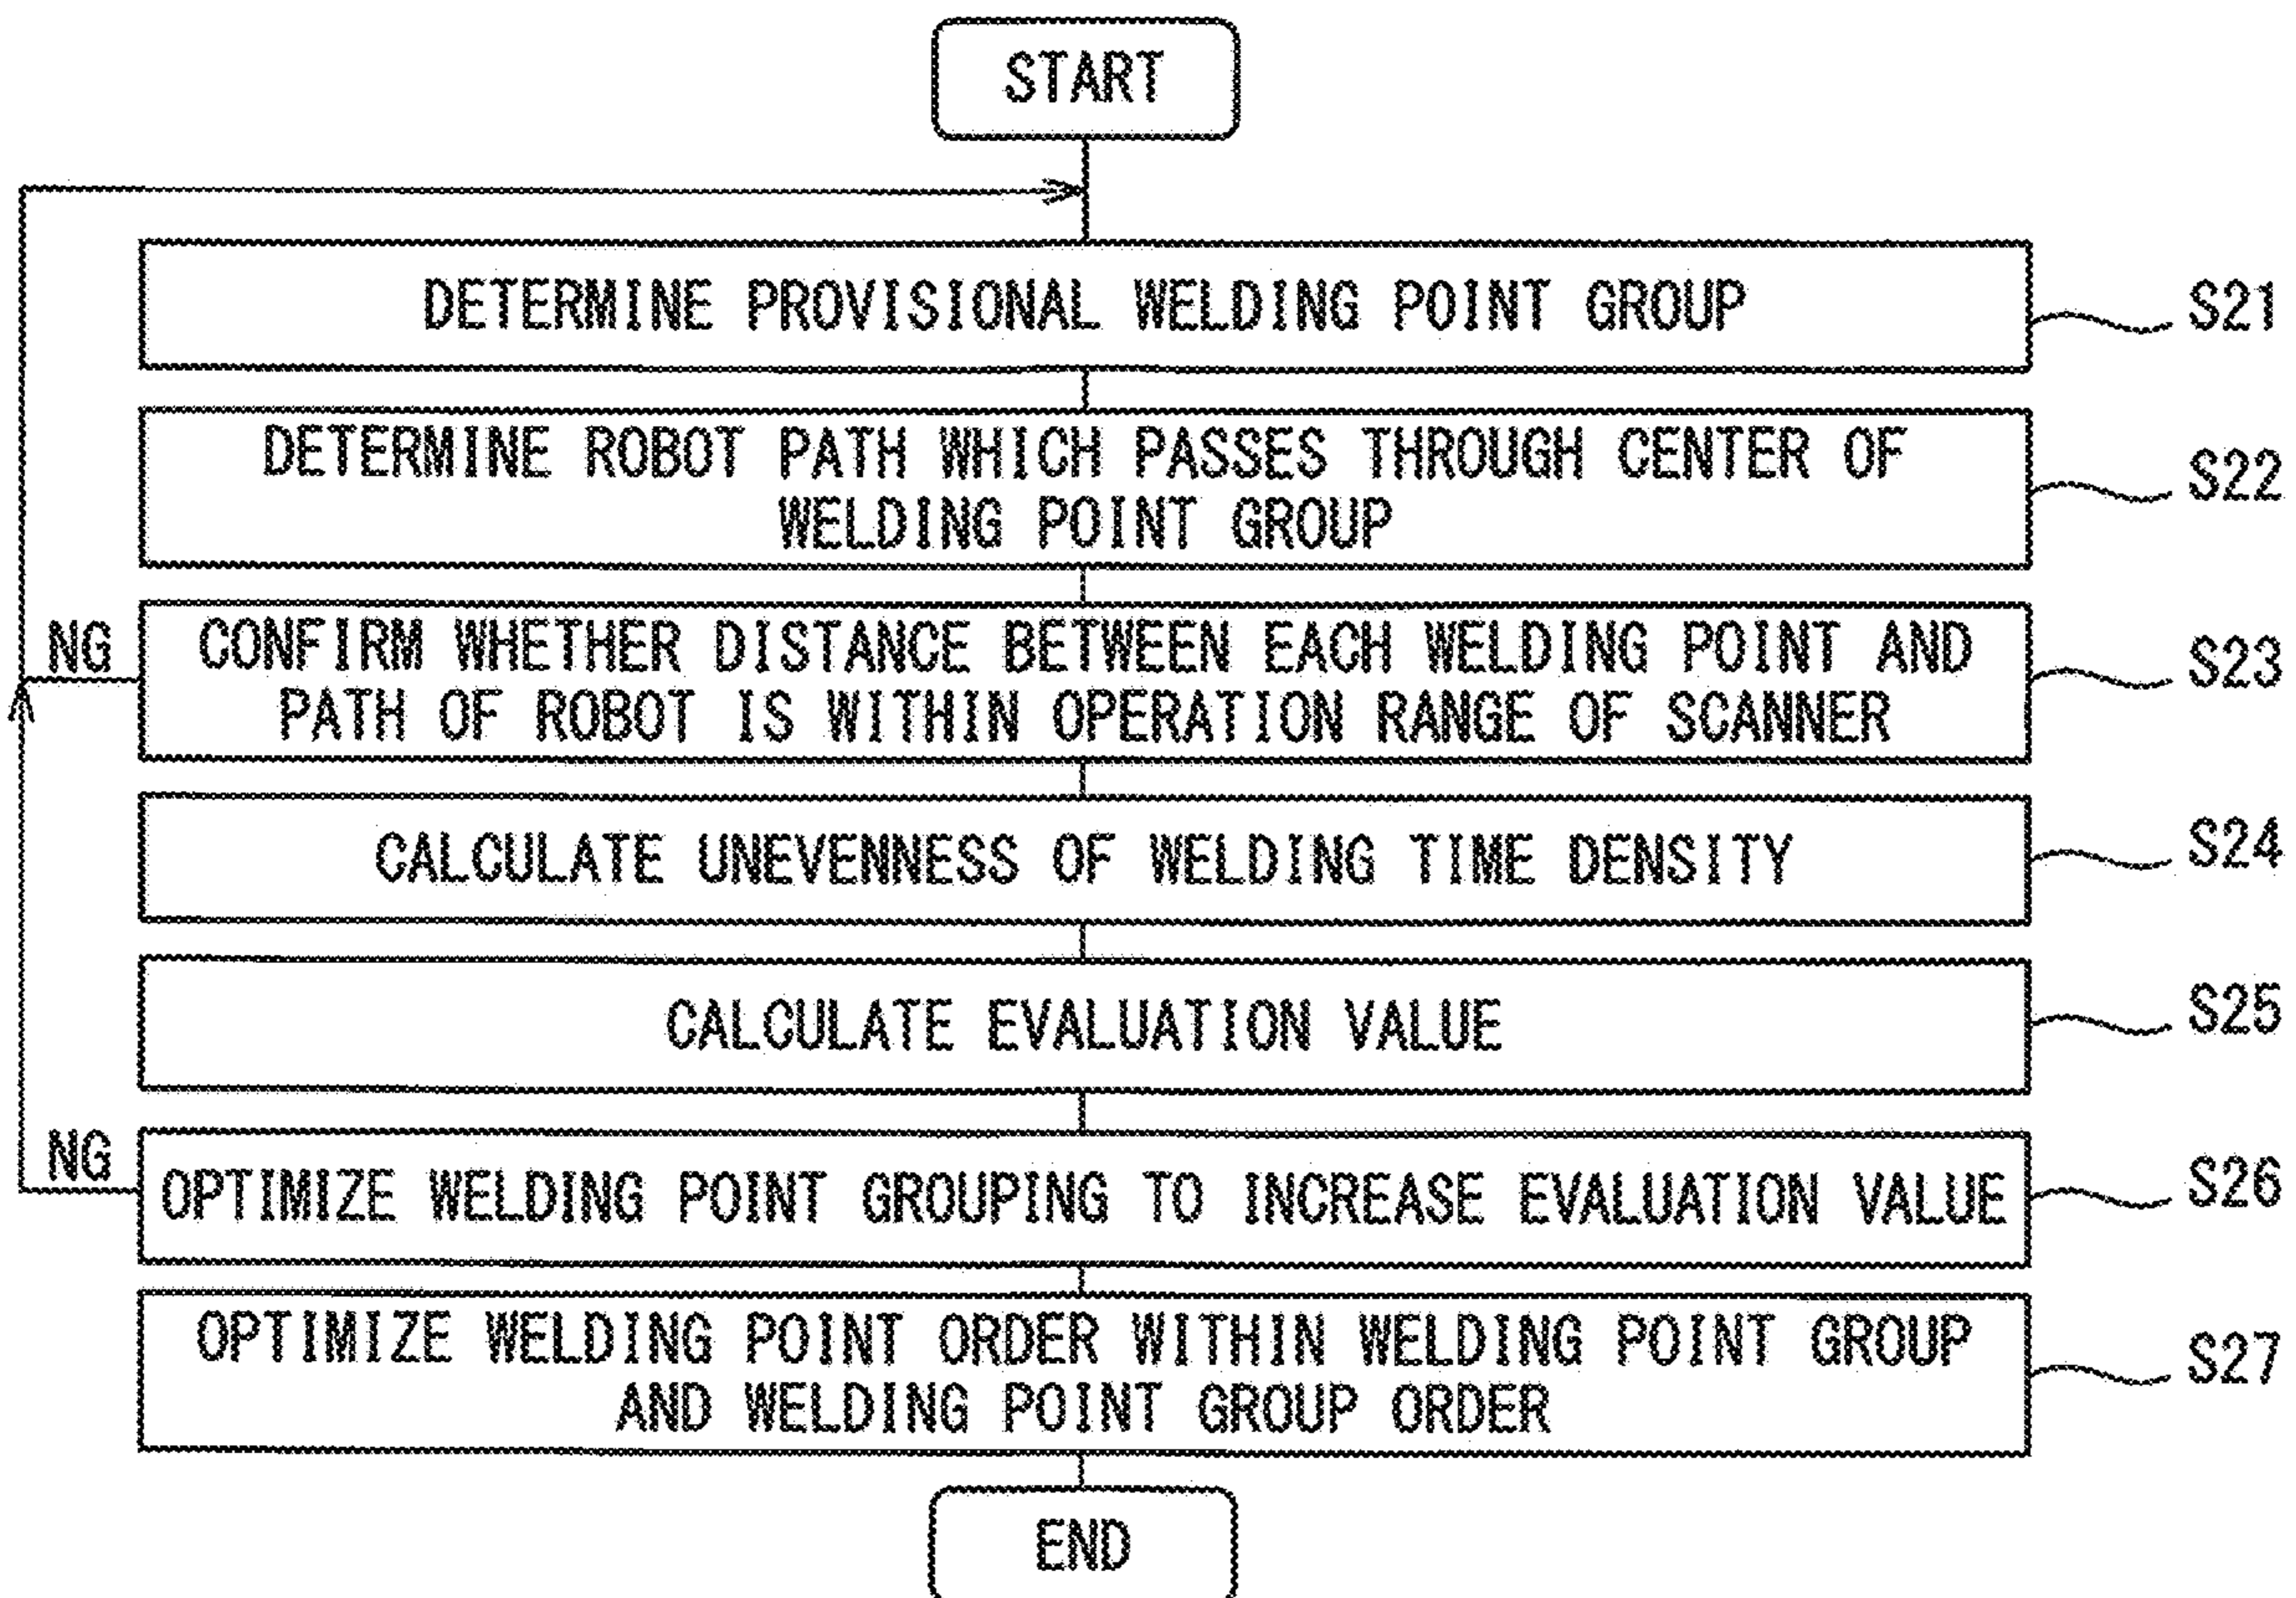 START
DETERMINE PROVISIONAL WELDING POINT GROUP
S21
DETERMINE ROBOT PATH WHICH PASSES THROUGH CENTER OF
WELDING POINT GROUP
S22
NG
CONFIRM WHETHER DISTANCE BETWEEN EACH WELDING POINT AND
PATH OF ROBOT IS WITHIN OPERATION RANGE OF SCANNER
S23
CALCULATE UNEVENNESS OF WELDING TIME DENSITY
S24
CALCULATE EVALUATION VALUE
S25
NG
OPTIMIZE WELDING POINT GROUPING TO INCREASE EVALUATION VALUE
S26
OPTIMIZE WELDING POINT ORDER WITHIN WELDING POINT GROUP
AND WELDING POINT GROUP ORDER
S27
END